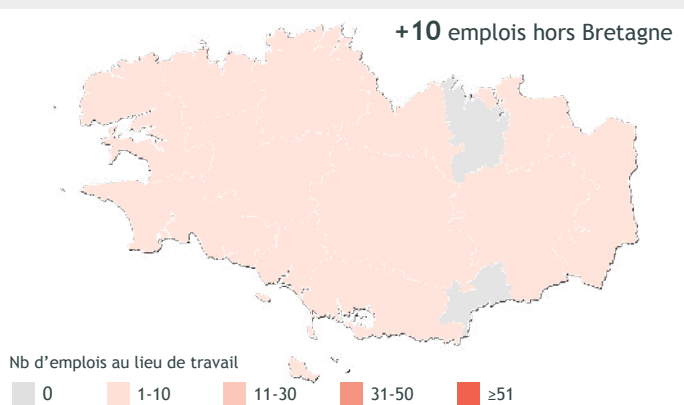 +10 emplois hors Bretagne
Nb d’emplois au lieu de travail
0 1-10 11-30 31-50 ≥51